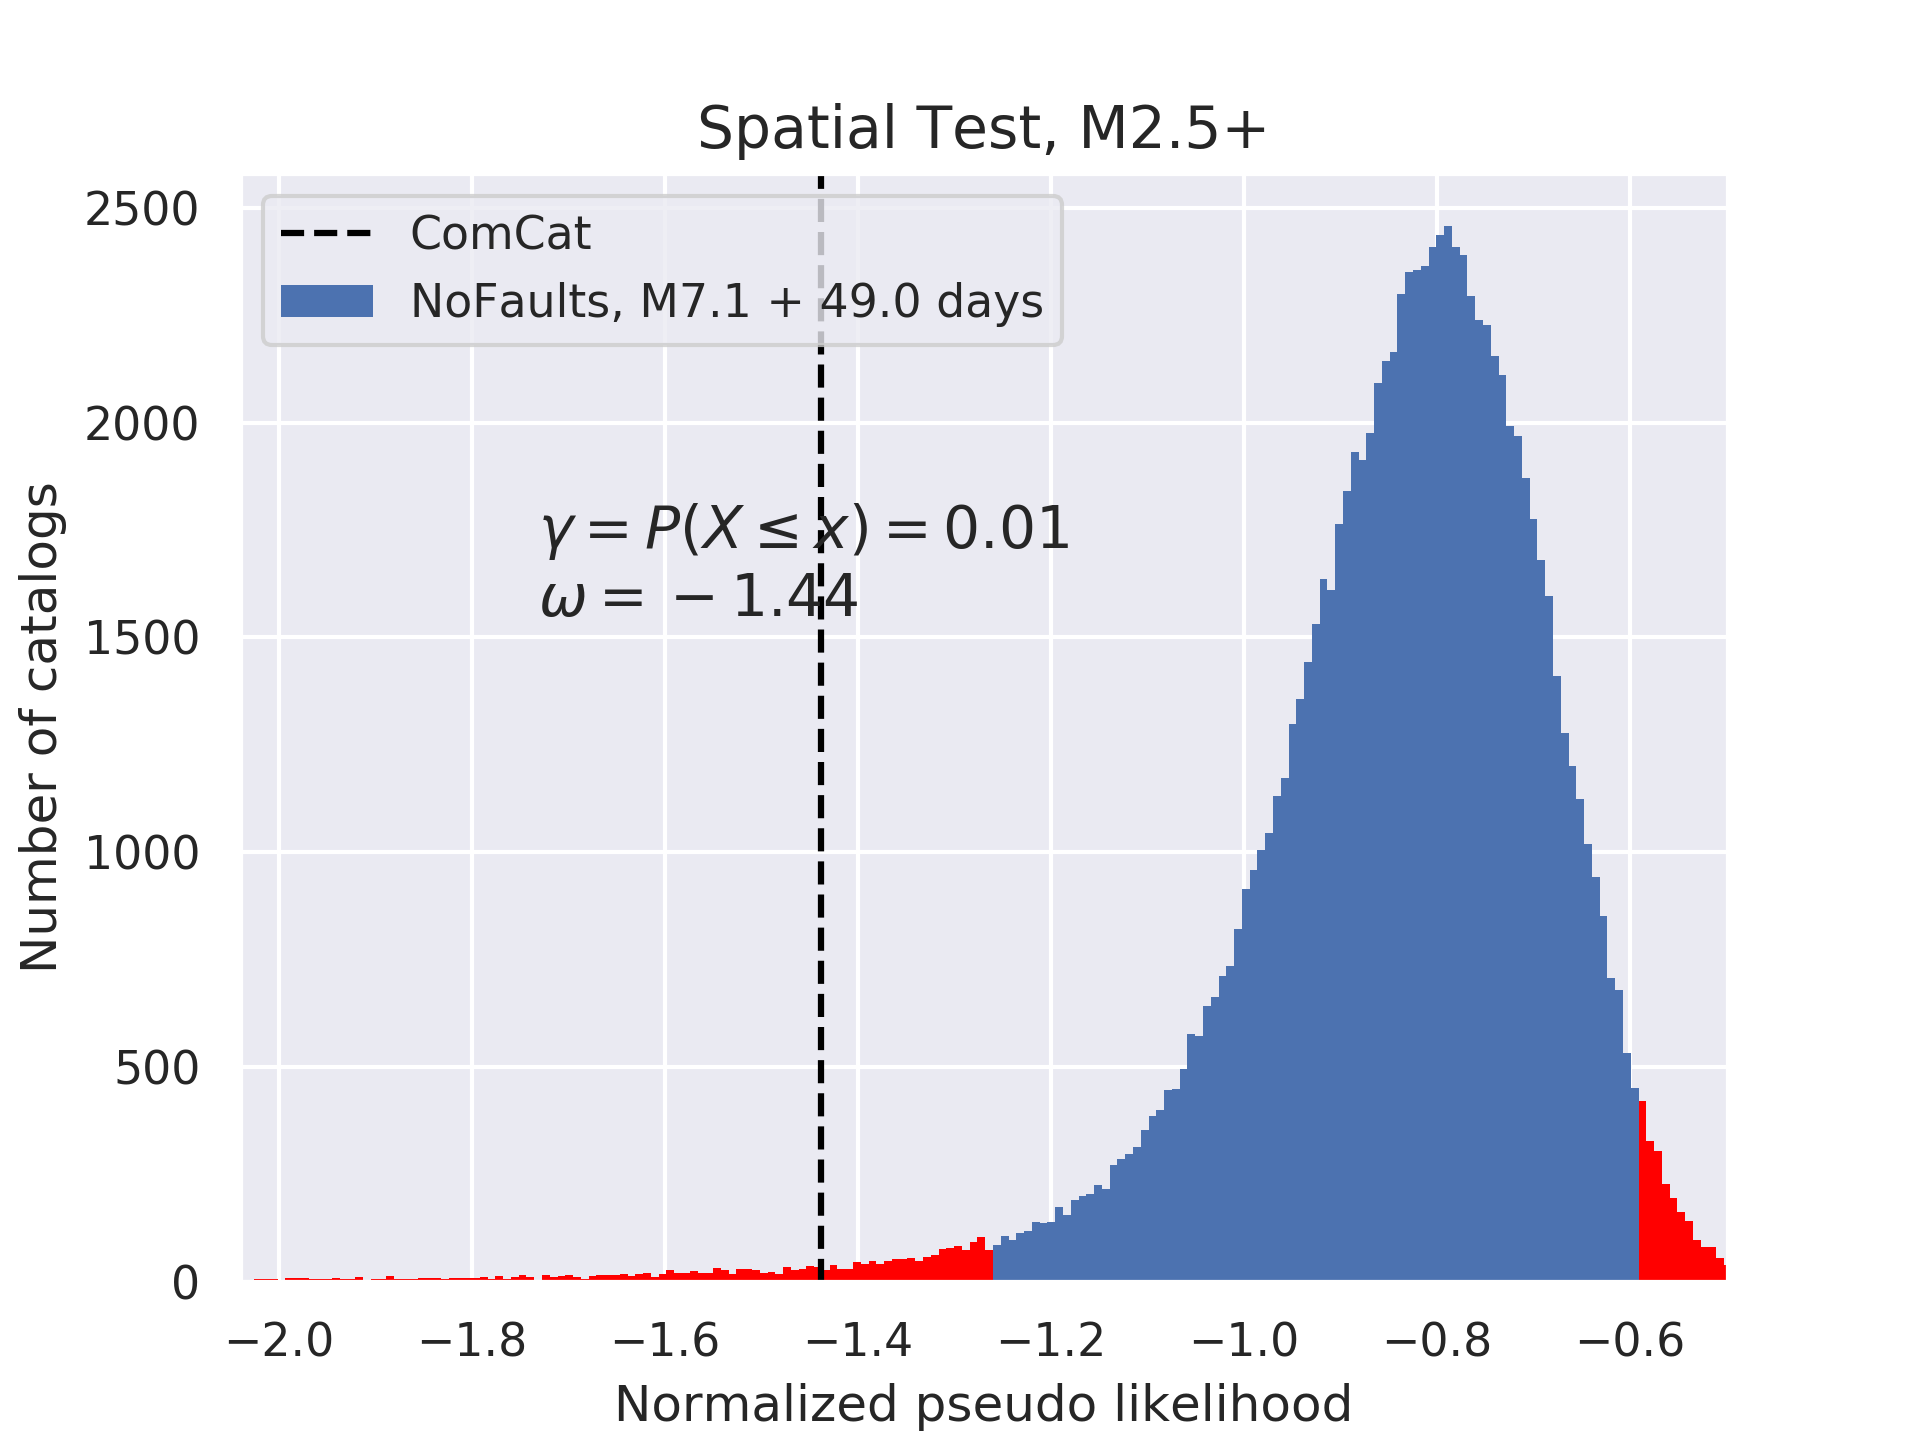 Spatial Test, M2.5+
2500
2000
1500
1000
500
0
Number of catalogs
ComCat
NoFaults, M7.1 + 49.0 days
γ = P(X ≤ x) = 0.01
ω = −1.44
−2.0 −1.8 −1.6 −1.4 −1.2 −1.0 −0.8 −0.6
Normalized pseudo likelihood